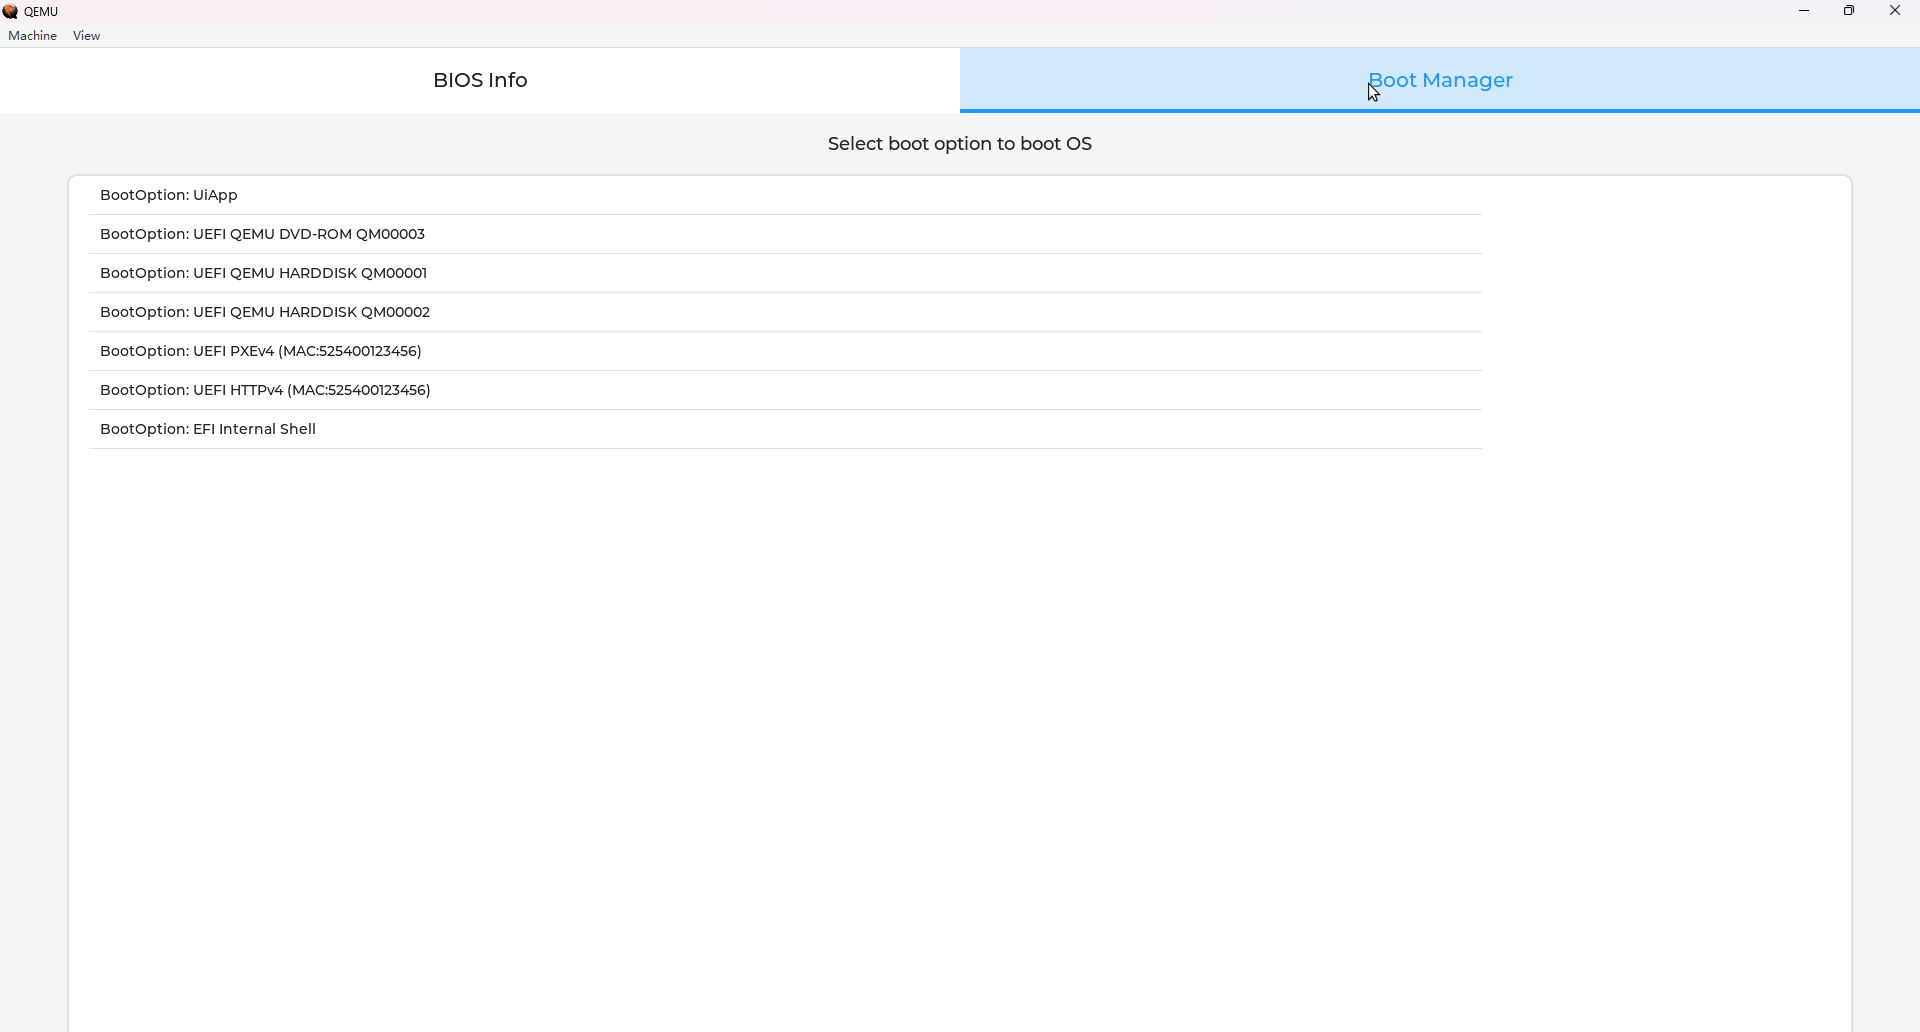 QEMU
Machine View
BIOS Info
Boot Manager
Select boot option to boot OS
BootOption: UiApp
BootOption: UEFI QEMU DVD-ROM QM00003
BootOption: UEFI QEMU HARDDISK QM00001
BootOption: UEFI QEMU HARDDISK QM00002
BootOption: UEFI PXEv4 (MAC:525400123456)
BootOption: UEFI HTTPv4 (MAC:525400123456)
BootOption: EFI Internal Shell